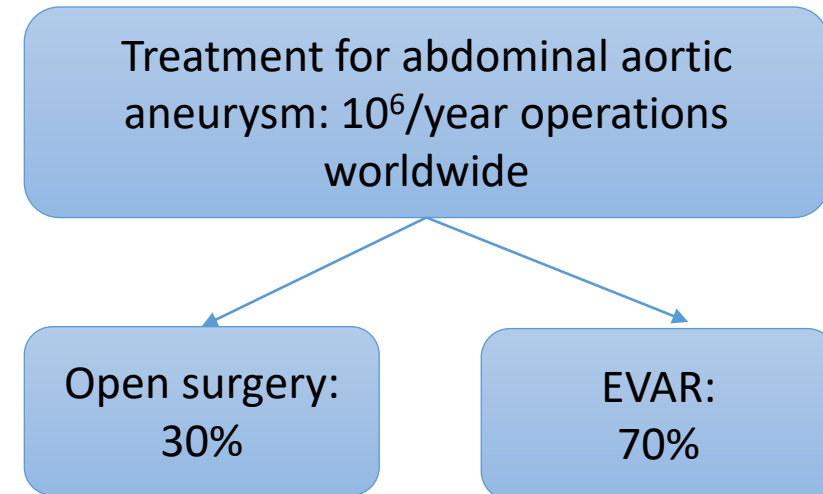 Treatment for abdominal aortic
aneurysm: 10⁶/year operations
worldwide
Open surgery:
30%
EVAR:
70%